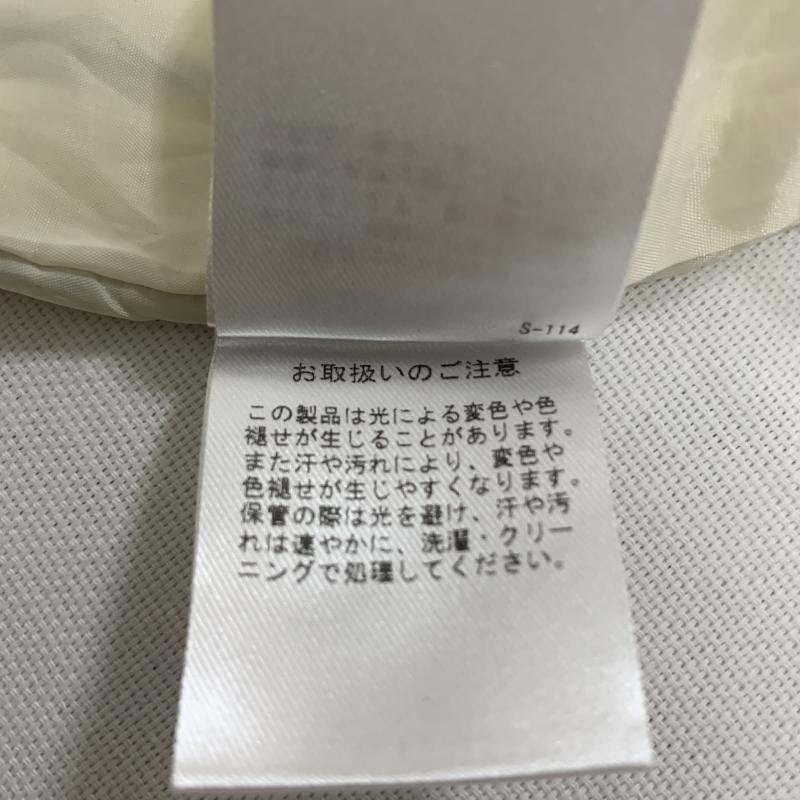 S-114
お取扱いのご注意
この製品は光による変色や色
褪せが生じることがあります。
また汗や汚れにより、変色や
色褪せが生じやすくなります。
保管の際は光を避け、汗や汚
れは速やかに、洗濯・クリー
ニングで処理してください。